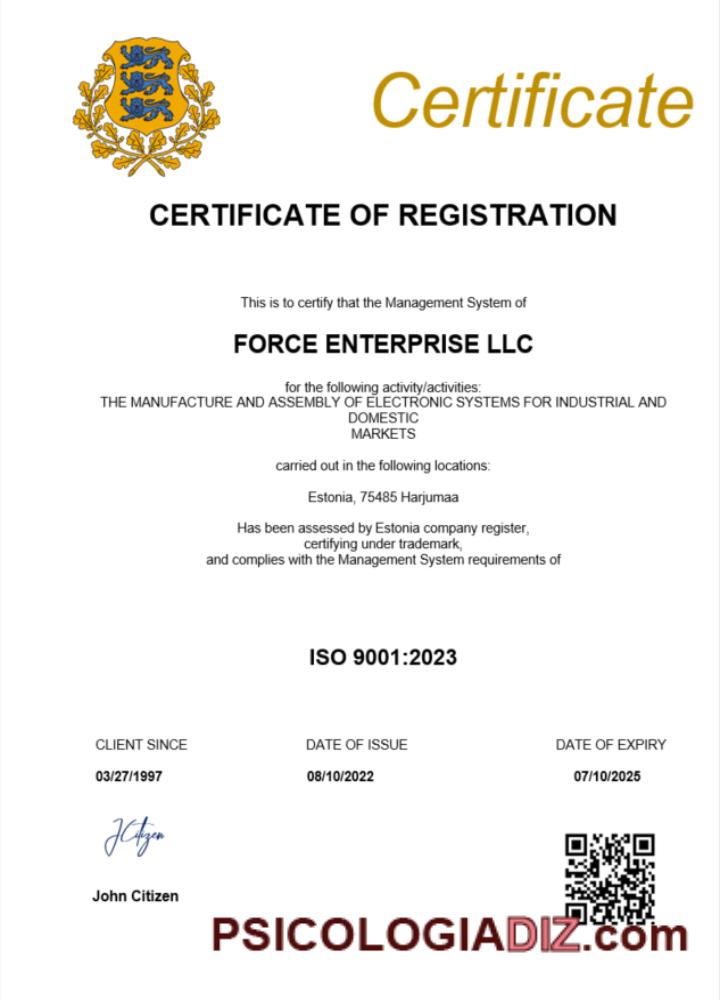 Certificate
CERTIFICATE OF REGISTRATION
This is to certify that the Management System of
FORCE ENTERPRISE LLC
for the following activity/activities:
THE MANUFACTURE AND ASSEMBLY OF ELECTRONIC SYSTEMS FOR INDUSTRIAL AND
DOMESTIC
MARKETS
carried out in the following locations:
Estonia, 75485 Harjumaa
Has been assessed by Estonia company register,
certifying under trademark,
and complies with the Management System requirements of
ISO 9001:2023
CLIENT SINCE DATE OF ISSUE DATE OF EXPIRY
03/27/1997 08/10/2022 07/10/2025
JCitizen
John Citizen
PSICOLOGIADIZ.com